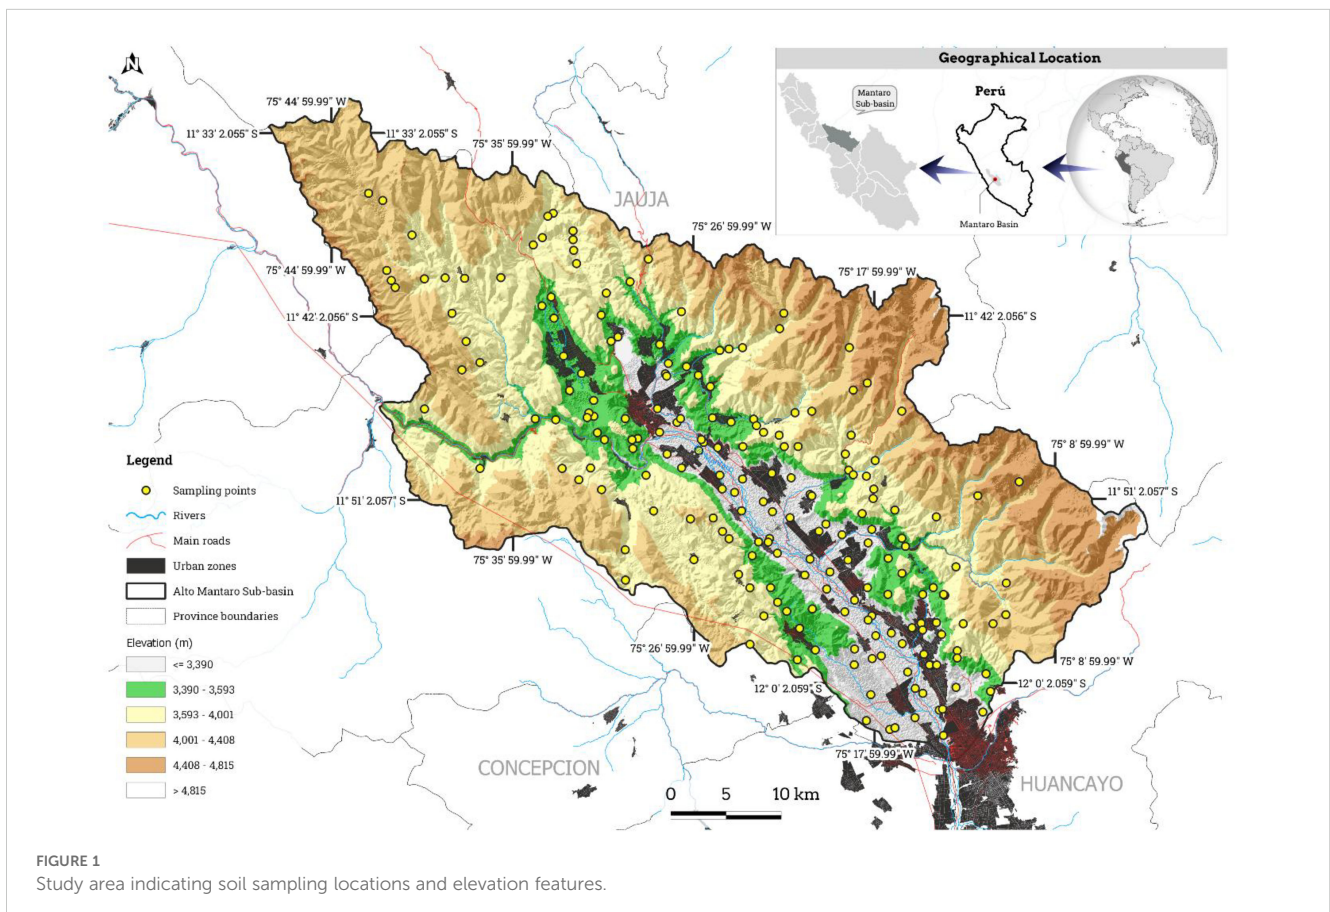 N
Geographical Location
Mantaro
Sub-basin
Perú
Mantaro Basin
75° 44' 59.99" W
11° 33' 2.055" S
11° 33' 2.055" S
75° 35' 59.99" W
JAUJA
75° 26' 59.99" W
75° 44' 59.99" W
75° 17' 59.99" W
11° 42' 2.056" S
11° 42' 2.056" S
75° 8' 59.99" W
11° 51' 2.057" S
11° 51' 2.057" S
75° 35' 59.99" W
75° 26' 59.99" W
75° 8' 59.99" W
12° 0' 2.059" S
12° 0' 2.059" S
75° 17' 59.99" W
CONCEPCION
HUANCAYO
0 5 10 km
Legend
Sampling points
Rivers
Main roads
Urban zones
Alto Mantaro Sub-basin
Province boundaries
Elevation (m)
<= 3,390
3,390 - 3,593
3,593 - 4,001
4,001 - 4,408
4,408 - 4,815
> 4,815
FIGURE 1
Study area indicating soil sampling locations and elevation features.